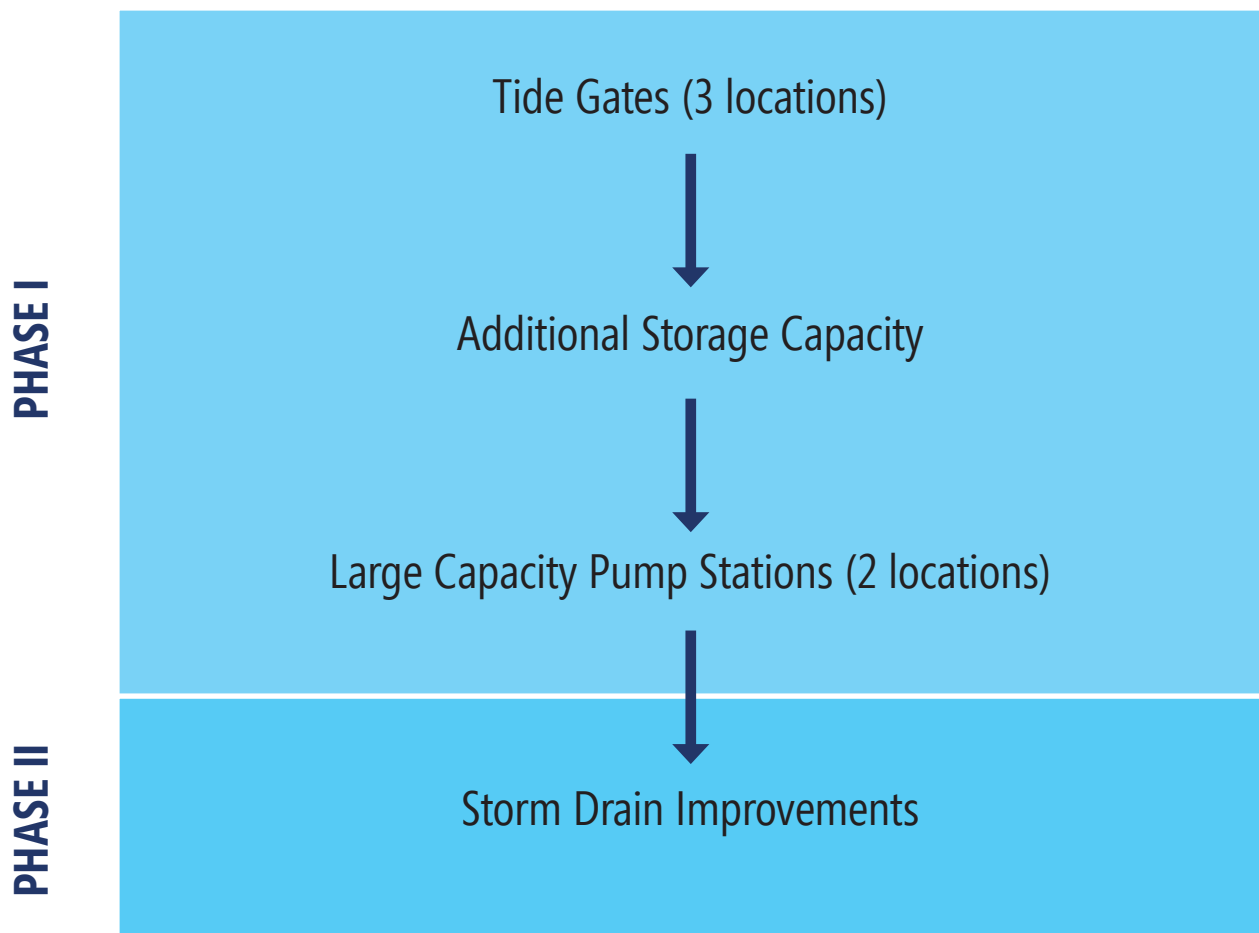 PHASE I
Tide Gates (3 locations)
Additional Storage Capacity
Large Capacity Pump Stations (2 locations)
PHASE II
Storm Drain Improvements